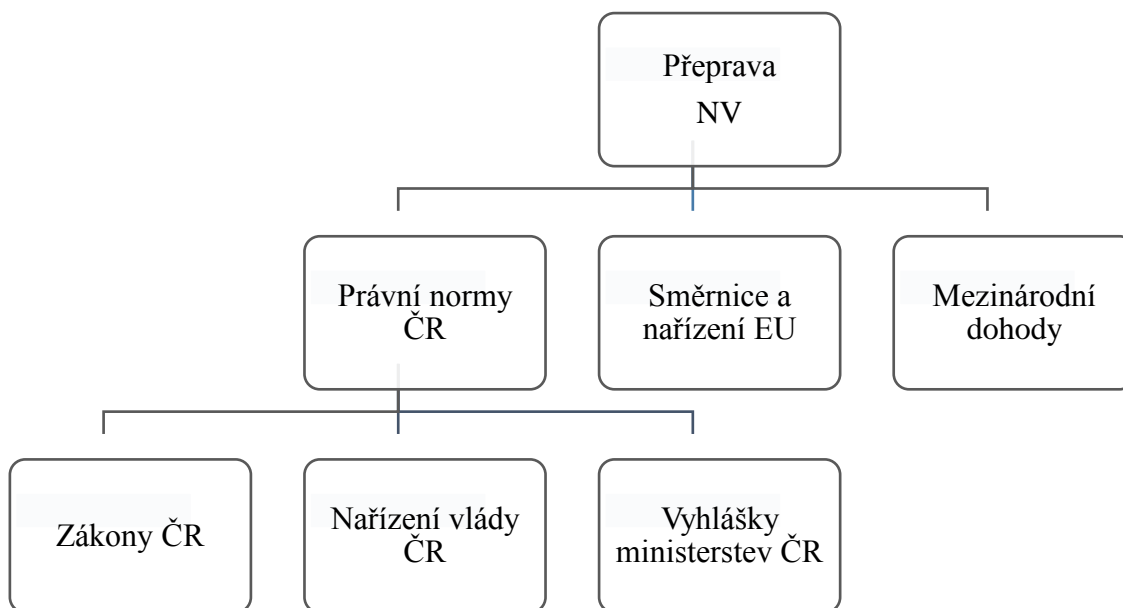 Přeprava
NV
Právní normy
ČR
Směrnice a
nařízení EU
Mezinárodní
dohody
Zákony ČR
Nařízení vlády
ČR
Vyhlášky
ministerstev ČR